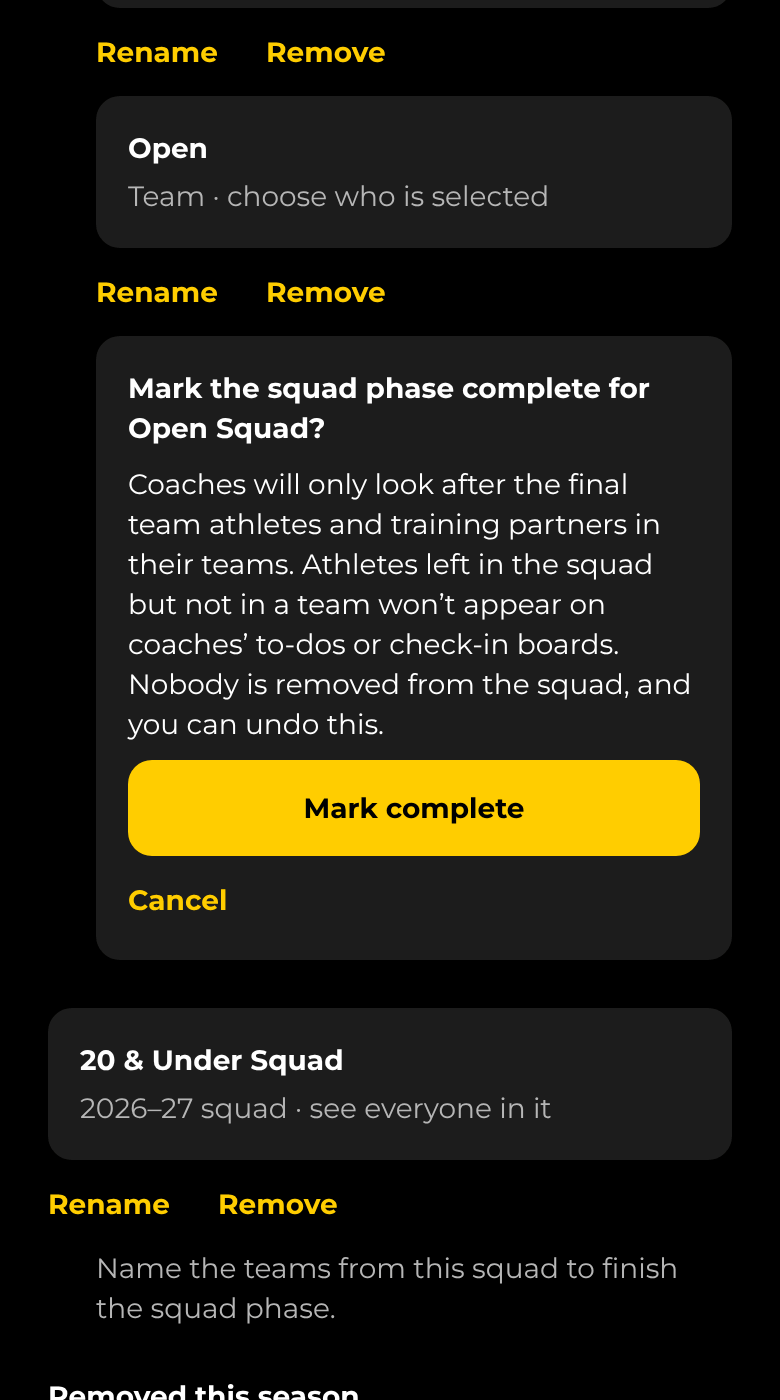 Rename Remove
Open
Team · choose who is selected
Rename Remove
Mark the squad phase complete for
Open Squad?
Coaches will only look after the final
team athletes and training partners in
their teams. Athletes left in the squad
but not in a team won’t appear on
coaches’ to-dos or check-in boards.
Nobody is removed from the squad, and
you can undo this.
Mark complete
Cancel
20 & Under Squad
2026–27 squad · see everyone in it
Rename Remove
Name the teams from this squad to finish
the squad phase.
Removed this season